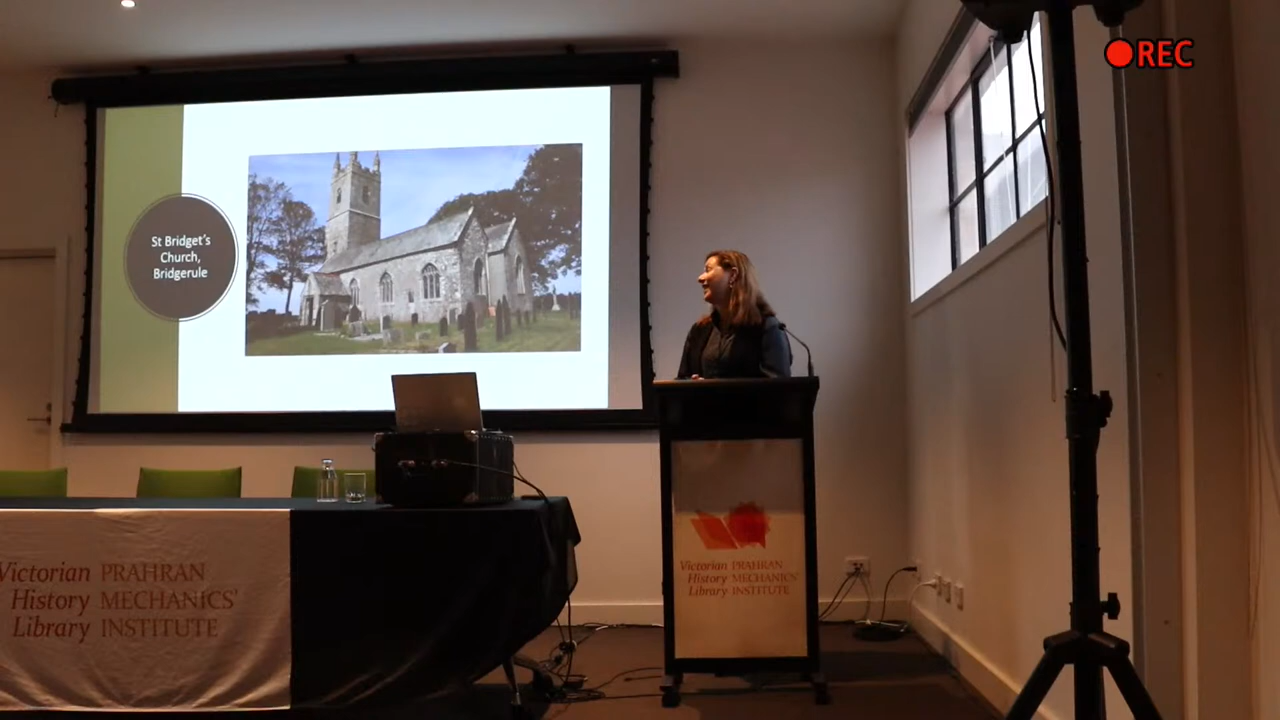 REC
St Bridget's
Church,
Bridgerule
Victorian PRAHRAN
History MECHANICS'
Library INSTITUTE
Victorian PRAHRAN
History MECHANICS'
Library INSTITUTE